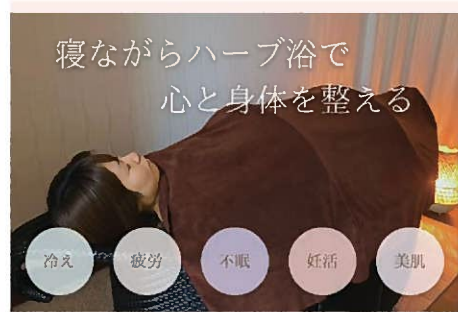 寝ながらハーブ浴で
心と身体を整える
冷え
疲労
不眠
妊活
美肌